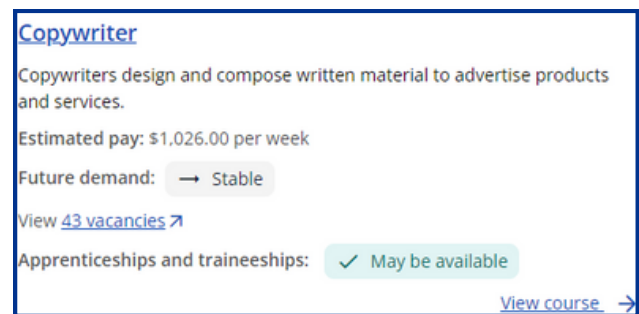 Copywriter
Copywriters design and compose written material to advertise products
and services.
Estimated pay: $1,026.00 per week
Future demand: → Stable
View 43 vacancies ↗
Apprenticeships and traineeships: ✓ May be available
View course →